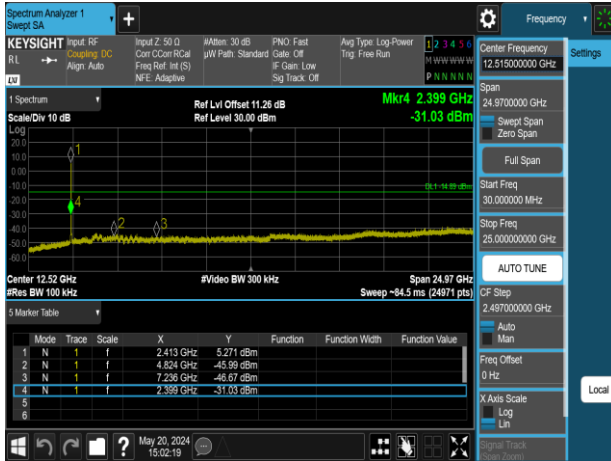 Spectrum Analyzer 1
Swept SA
Frequency
KEYSIGHT
RL
Input: RF
Coupling: DC
Align: Auto
Input Z: 50 Ω
Corr CCorr RCal
Freq Ref: Int (S)
NFE: Adaptive
#Atten: 30 dB
µW Path: Standard
PNO: Fast
Gate: Off
IF Gain: Low
Sig Track: Off
Avg Type: Log-Power
Trig: Free Run
1 2 3 4 5 6
M W W W W W
P N N N N N
LXI
1 Spectrum
Scale/Div 10 dB
Ref Lvl Offset 11.26 dB
Ref Level 30.00 dBm
Mkr4 2.399 GHz
-31.03 dBm
Log
20.0
10.0
0.00
-10.0
-20.0
-30.0
-40.0
-50.0
-60.0
1
4
2
3
DL1 -14.89 dBm
Center 12.52 GHz
#Res BW 100 kHz
#Video BW 300 kHz
Span 24.97 GHz
Sweep ~84.5 ms (24971 pts)
5 Marker Table
Mode Trace Scale X Y Function Function Width Function Value
1 N 1 f 2.413 GHz 5.271 dBm
2 N 1 f 4.824 GHz -45.99 dBm
3 N 1 f 7.236 GHz -46.67 dBm
4 N 1 f 2.399 GHz -31.03 dBm
5
6
May 20, 2024
15:02:19
Center Frequency
12.515000000 GHz
Settings
Span
24.9700000 GHz
Swept Span
Zero Span
Full Span
Start Freq
30.000000 MHz
Stop Freq
25.000000000 GHz
AUTO TUNE
CF Step
2.497000000 GHz
Auto
Man
Freq Offset
0 Hz
X Axis Scale
Log
Lin
Local
Signal Track
(Span Zoom)